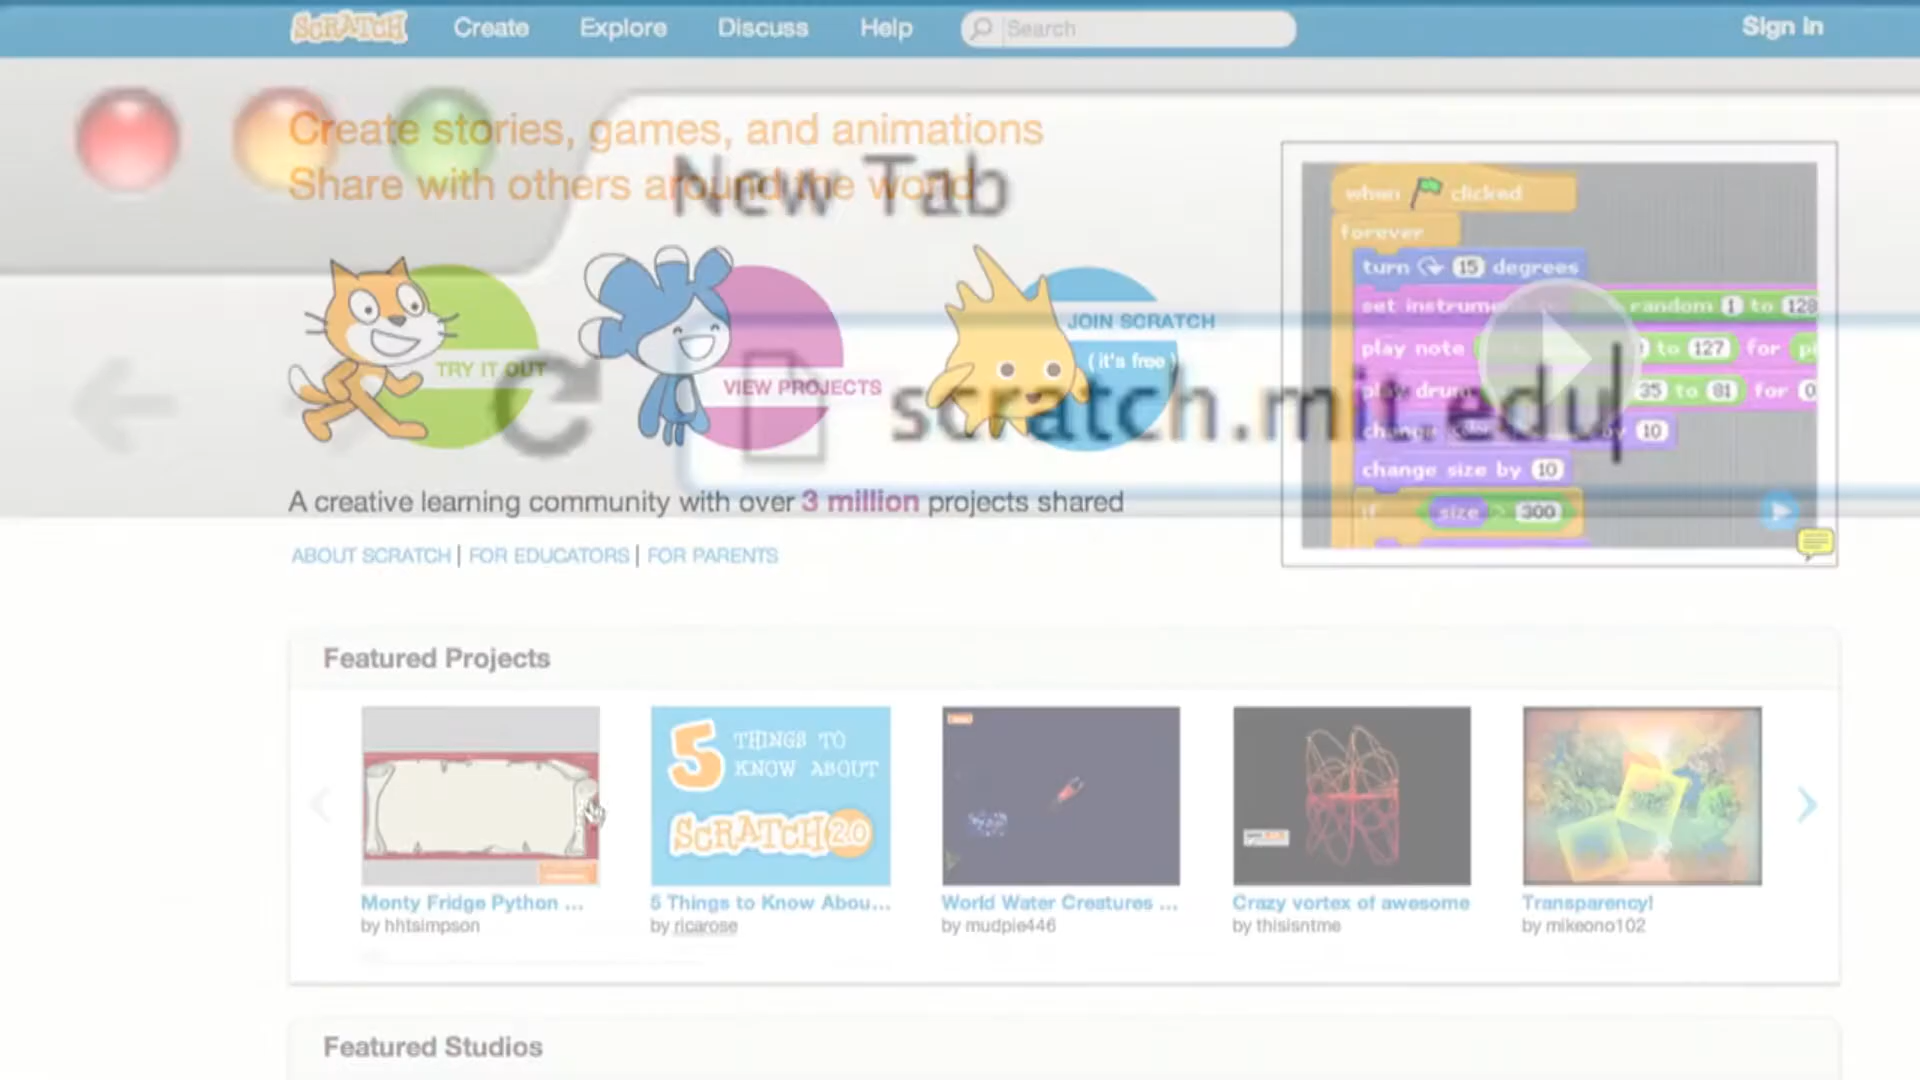 SCRATCH Create Explore Discuss Help Search Sign In
Create stories, games, and animations
Share with others around the world
New Tab
scratch.mit.edu
TRY IT OUT
VIEW PROJECTS
JOIN SCRATCH
( it's free )
when clicked
forever
turn 15 degrees
set instrument random 1 to 128
play note to 127 for
play drum 35 to 81 for 0
change by 10
change size by 10
if size > 300
A creative learning community with over 3 million projects shared
ABOUT SCRATCH | FOR EDUCATORS | FOR PARENTS
Featured Projects
5 THINGS TO
KNOW ABOUT
SCRATCH 2.0
Monty Fridge Python ...
by hhtsimpson
5 Things to Know Abou...
by ricarose
World Water Creatures ...
by mudpie446
Crazy vortex of awesome
by thisisntme
Transparency!
by mikeono102
Featured Studios